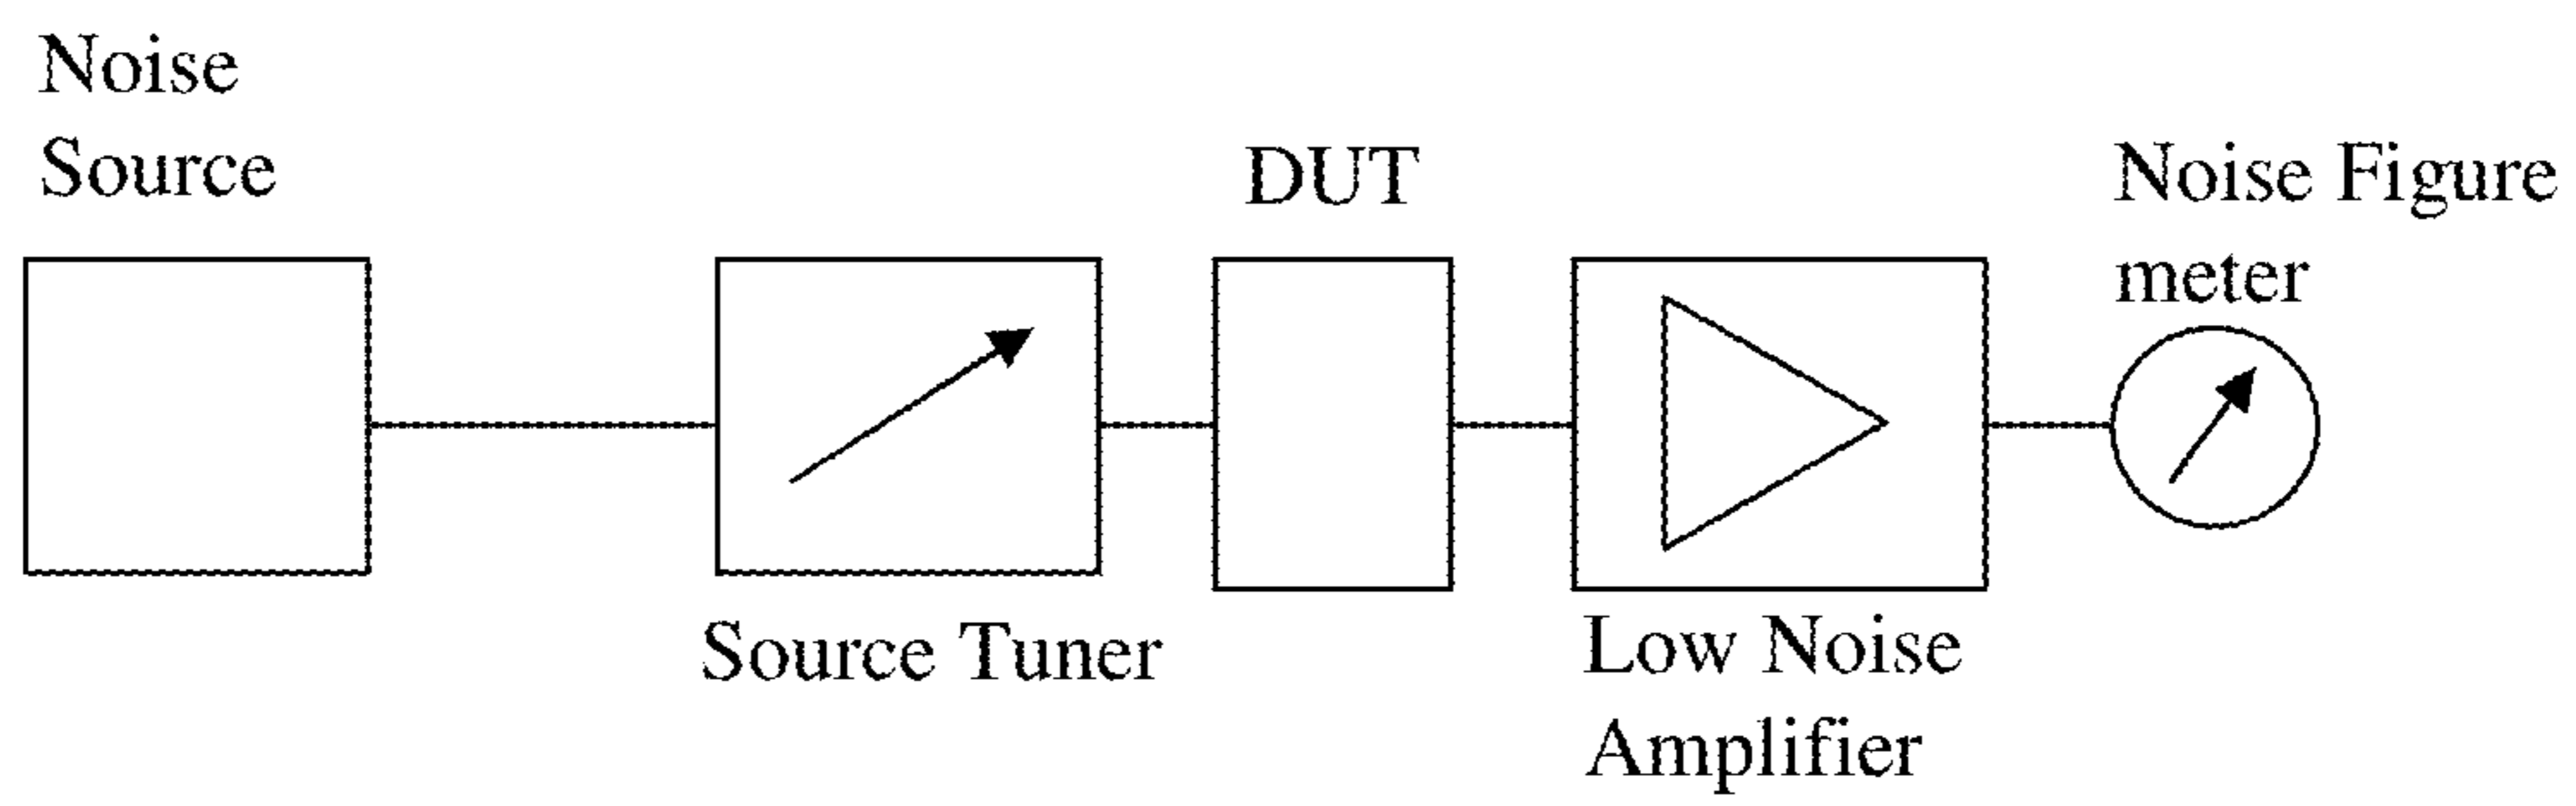 Noise
Source
DUT
Noise Figure
meter
Source Tuner
Low Noise
Amplifier